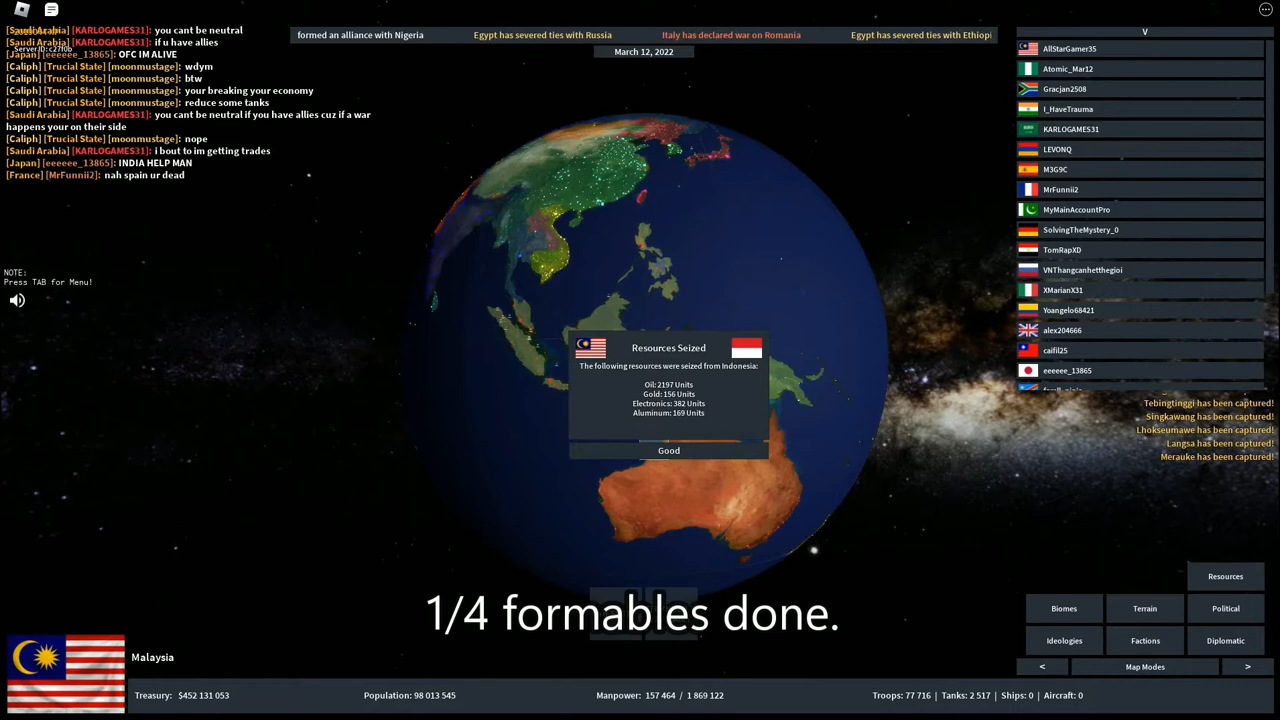 [Saudi Arabia] [KARLOGAMES31]: you cant be neutral
[Saudi Arabia] [KARLOGAMES31]: if u have allies
[Japan] [eeeeee_13865]: OFC IM ALIVE
[Caliph] [Trucial State] [moonmustage]: wdym
[Caliph] [Trucial State] [moonmustage]: btw
[Caliph] [Trucial State] [moonmustage]: your breaking your economy
[Caliph] [Trucial State] [moonmustage]: reduce some tanks
[Saudi Arabia] [KARLOGAMES31]: you cant be neutral if you have allies cuz if a war
happens your on their side
[Caliph] [Trucial State] [moonmustage]: nope
[Saudi Arabia] [KARLOGAMES31]: i bout to im getting trades
[Japan] [eeeeee_13865]: INDIA HELP MAN
[France] [MrFunnii2]: nah spain ur dead
NOTE:
Press TAB for Menu!
formed an alliance with Nigeria
Egypt has severed ties with Russia
Italy has declared war on Romania
Egypt has severed ties with Ethiopi
March 12, 2022
V
AllStarGamer35
Atomic_Mar12
Gracjan2508
I_HaveTrauma
KARLOGAMES31
LEVONQ
M3G9C
MrFunnii2
MyMainAccountPro
SolvingTheMystery_0
TomRapXD
VNThangcanhetthegioi
XMarianX31
Yoangelo68421
alex204666
caifil25
eeeeee_13865
Tebingtinggi has been captured!
Singkawang has been captured!
Lhokseumawe has been captured!
Langsa has been captured!
Merauke has been captured!
Resources Seized
The following resources were seized from Indonesia:
Oil: 2197 Units
Gold: 156 Units
Electronics: 382 Units
Aluminum: 169 Units
Good
1/4 formables done.
Resources
Biomes
Terrain
Political
Ideologies
Factions
Diplomatic
<
Map Modes
>
Malaysia
Treasury: $452 131 053
Population: 98 013 545
Manpower: 157 464 / 1 869 122
Troops: 77 716 | Tanks: 2 517 | Ships: 0 | Aircraft: 0